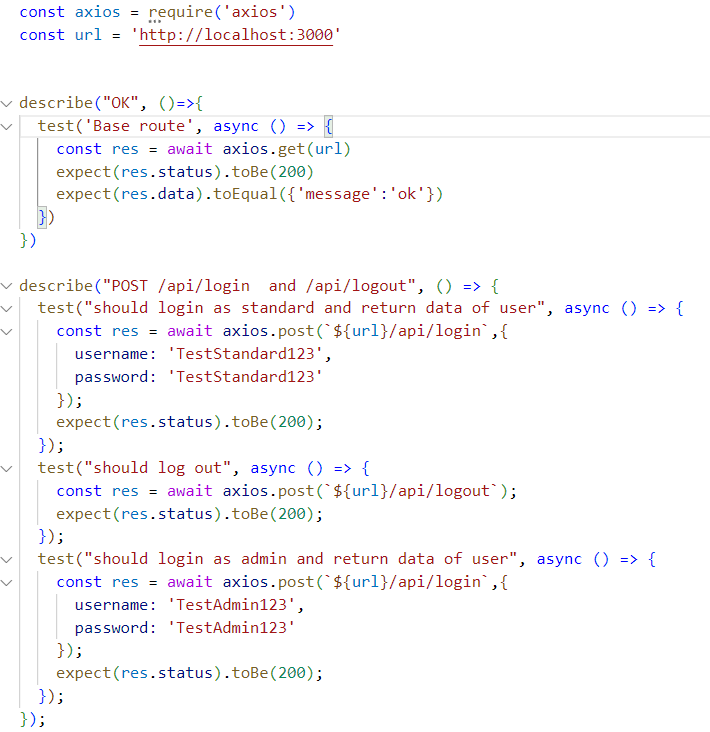 const axios = require('axios')
const url = 'http://localhost:3000'
describe("OK", ()=>{
test('Base route', async () => {
const res = await axios.get(url)
expect(res.status).toBe(200)
expect(res.data).toEqual({'message':'ok'})
})
})
describe("POST /api/login  and /api/logout", () => {
test("should login as standard and return data of user", async () => {
const res = await axios.post(`${url}/api/login`,{
username: 'TestStandard123',
password: 'TestStandard123'
});
expect(res.status).toBe(200);
});
test("should log out", async () => {
const res = await axios.post(`${url}/api/logout`);
expect(res.status).toBe(200);
});
test("should login as admin and return data of user", async () => {
const res = await axios.post(`${url}/api/login`,{
username: 'TestAdmin123',
password: 'TestAdmin123'
});
expect(res.status).toBe(200);
});
});